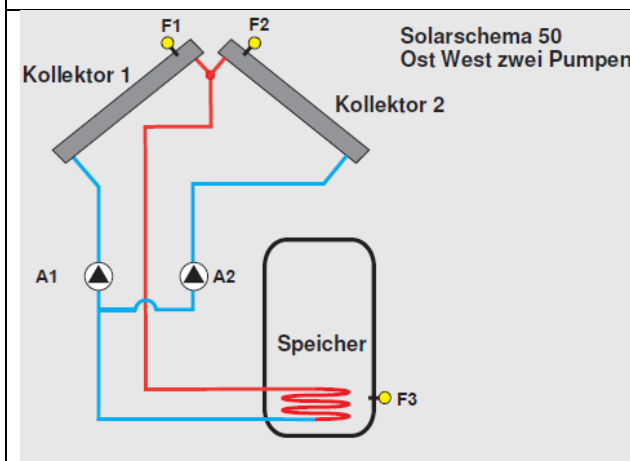 F1
F2
Solarschema 50
Ost West zwei Pumpen
Kollektor 1
Kollektor 2
A1
A2
Speicher
F3